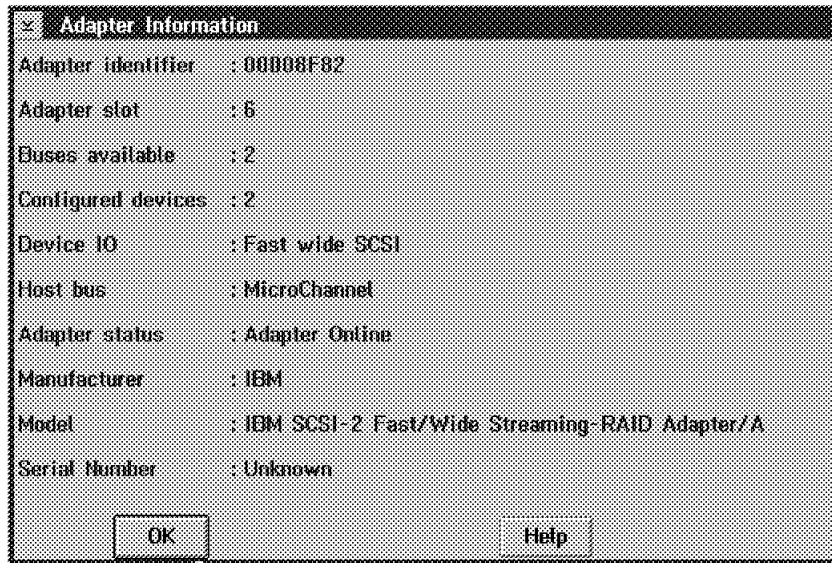 Adapter Information
Adapter identifier : 00008F82
Adapter slot : 6
Buses available : 2
Configured devices : 2
Device IO : Fast wide SCSI
Host bus : MicroChannel
Adapter status : Adapter Online
Manufacturer : IBM
Model : IBM SCSI-2 Fast/Wide Streaming-RAID Adapter/A
Serial Number : Unknown
OK Help